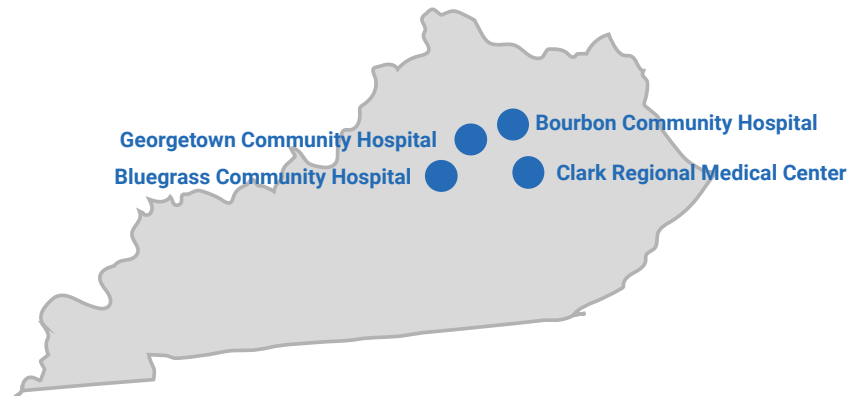 Bourbon Community Hospital
Georgetown Community Hospital
Clark Regional Medical Center
Bluegrass Community Hospital